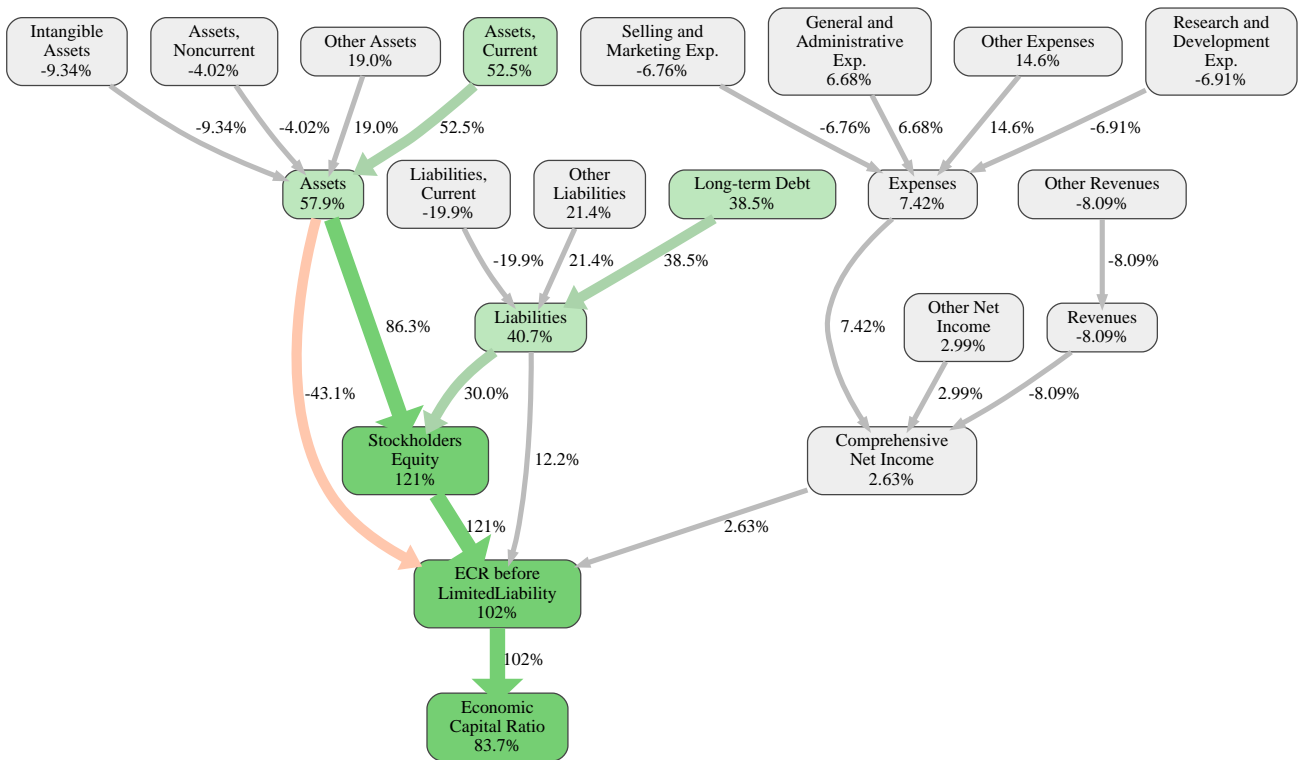 Intangible
Assets
-9.34%
Assets,
Noncurrent
-4.02%
Other Assets
19.0%
Assets,
Current
52.5%
Selling and
Marketing Exp.
-6.76%
General and
Administrative
Exp.
6.68%
Other Expenses
14.6%
Research and
Development
Exp.
-6.91%
-9.34%
-4.02%
19.0%
52.5%
-6.76%
6.68%
14.6%
-6.91%
Assets
57.9%
Liabilities,
Current
-19.9%
Other
Liabilities
21.4%
Long-term Debt
38.5%
Expenses
7.42%
Other Revenues
-8.09%
-19.9%
21.4%
38.5%
-8.09%
86.3%
Liabilities
40.7%
7.42%
Other Net
Income
2.99%
Revenues
-8.09%
-43.1%
30.0%
2.99%
-8.09%
Stockholders
Equity
121%
12.2%
Comprehensive
Net Income
2.63%
121%
2.63%
ECR before
LimitedLiability
102%
102%
Economic
Capital Ratio
83.7%